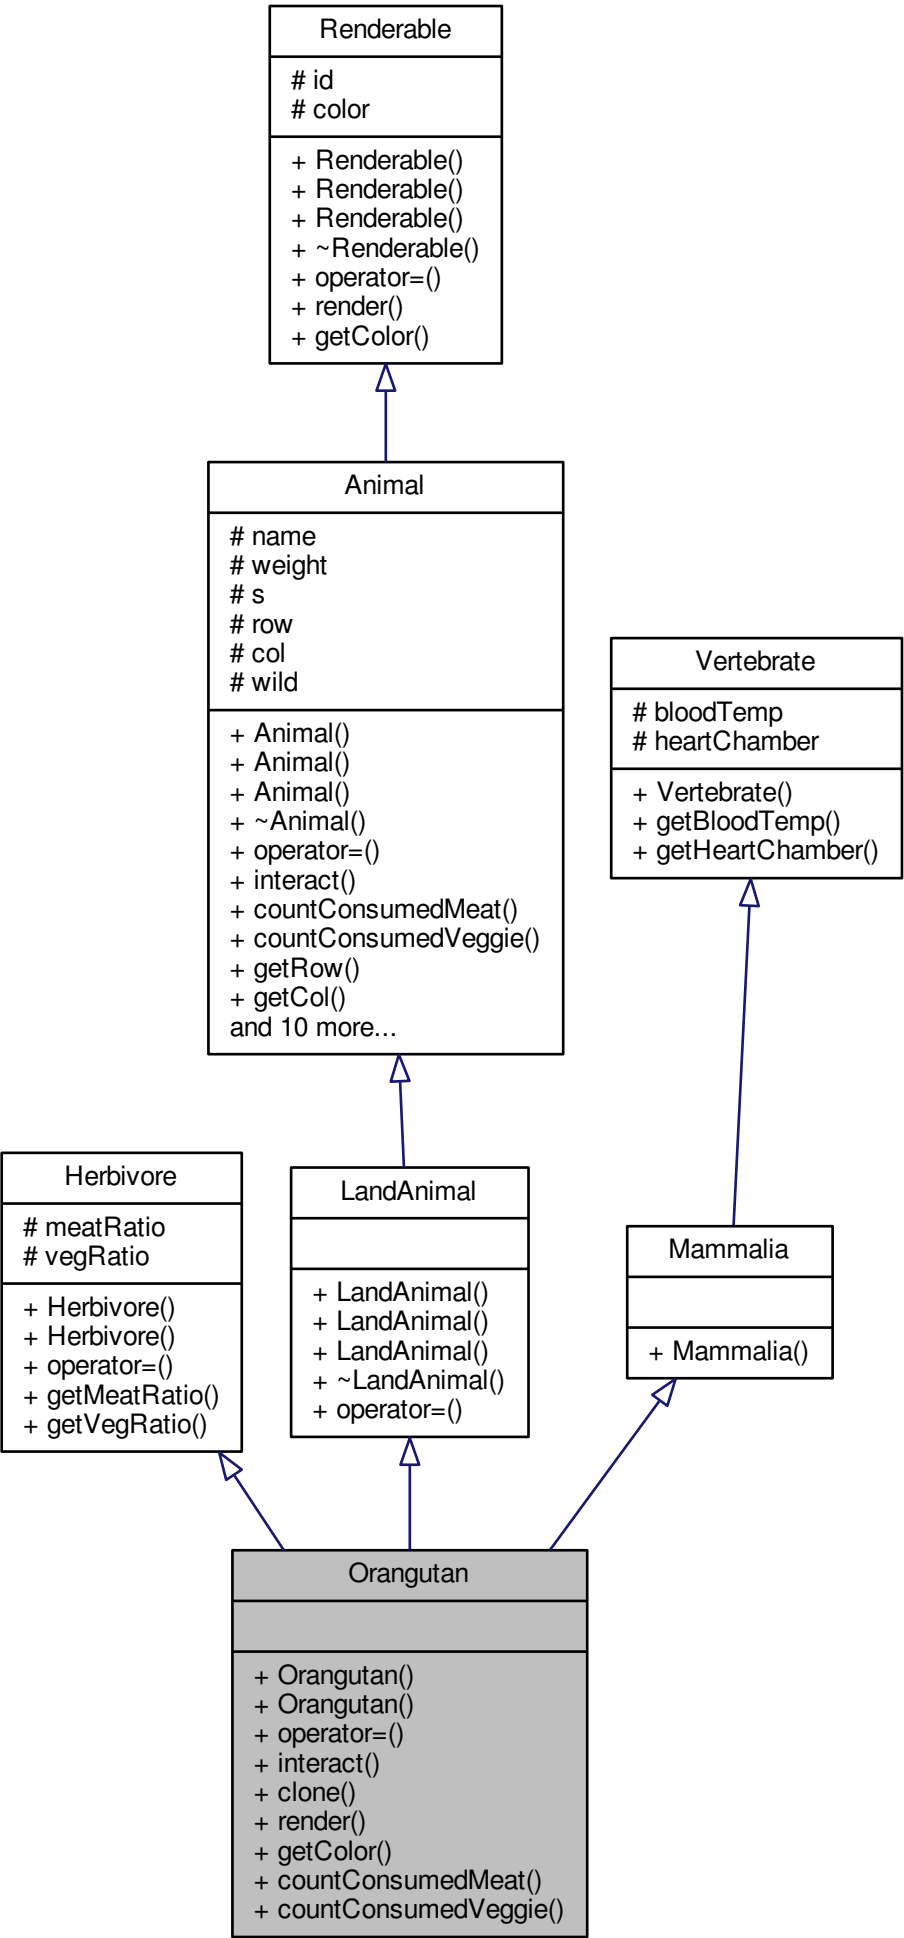 Renderable
# id
# color
+ Renderable()
+ Renderable()
+ Renderable()
+ ~Renderable()
+ operator=()
+ render()
+ getColor()
Animal
# name
# weight
# s
# row
# col
# wild
+ Animal()
+ Animal()
+ Animal()
+ ~Animal()
+ operator=()
+ interact()
+ countConsumedMeat()
+ countConsumedVeggie()
+ getRow()
+ getCol()
and 10 more...
Vertebrate
# bloodTemp
# heartChamber
+ Vertebrate()
+ getBloodTemp()
+ getHeartChamber()
Herbivore
# meatRatio
# vegRatio
+ Herbivore()
+ Herbivore()
+ operator=()
+ getMeatRatio()
+ getVegRatio()
LandAnimal
+ LandAnimal()
+ LandAnimal()
+ LandAnimal()
+ ~LandAnimal()
+ operator=()
Mammalia
+ Mammalia()
Orangutan
+ Orangutan()
+ Orangutan()
+ operator=()
+ interact()
+ clone()
+ render()
+ getColor()
+ countConsumedMeat()
+ countConsumedVeggie()